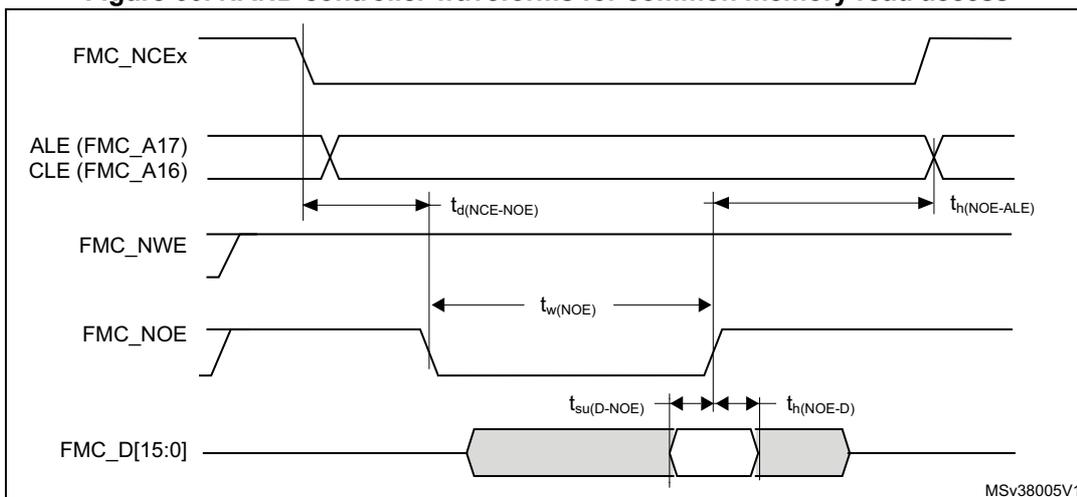 FMC_NCEx
ALE (FMC_A17)
CLE (FMC_A16)
td(NCE-NOE)
th(NOE-ALE)
FMC_NWE
tw(NOE)
FMC_NOE
tsu(D-NOE)
th(NOE-D)
FMC_D[15:0]
MSv38005V1